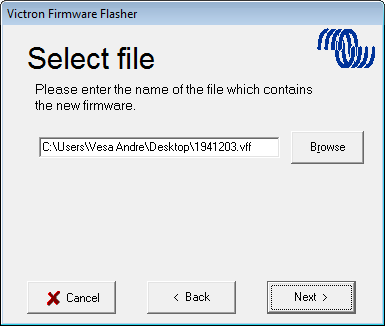 Victron Firmware Flasher
Select file
Please enter the name of the file which contains
the new firmware.
C:\Users\Vesa Andre\Desktop\1941203.vff
Browse
Cancel
< Back
Next >